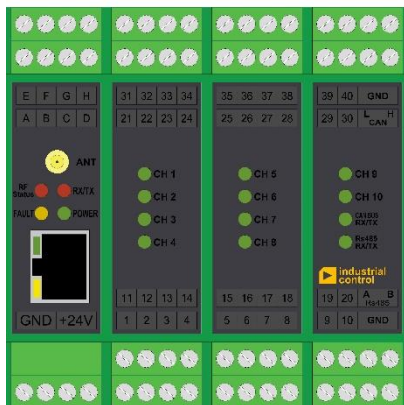 E F G H
A B C D
ANT
RF Status
RX/TX
FAULT
POWER
GND +24V
31 32 33 34
21 22 23 24
CH 1
CH 2
CH 3
CH 4
11 12 13 14
1 2 3 4
35 36 37 38
25 26 27 28
CH 5
CH 6
CH 7
CH 8
15 16 17 18
5 6 7 8
39 40 GND
29 30 L H
CAN
CH 9
CH 10
CAN BUS
RX/TX
Rs485
RX/TX
industrial
control
19 20 A B
Rs485
9 10 GND